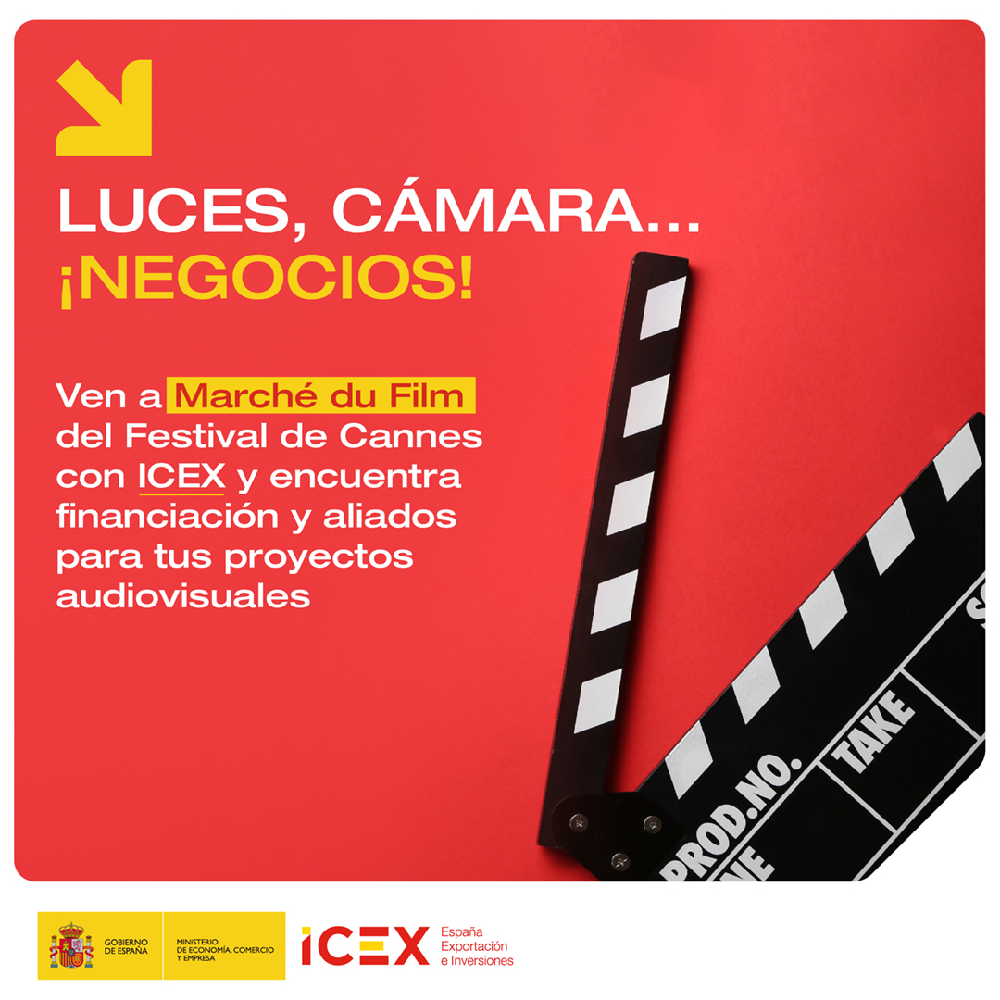 LUCES, CÁMARA...
¡NEGOCIOS!
Ven a Marché du Film
del Festival de Cannes
con ICEX y encuentra
financiación y aliados
para tus proyectos
audiovisuales
PROD.NO.
TAKE
GOBIERNO
DE ESPAÑA
MINISTERIO
DE ECONOMÍA, COMERCIO
Y EMPRESA
ICEX
España
Exportación
e Inversiones